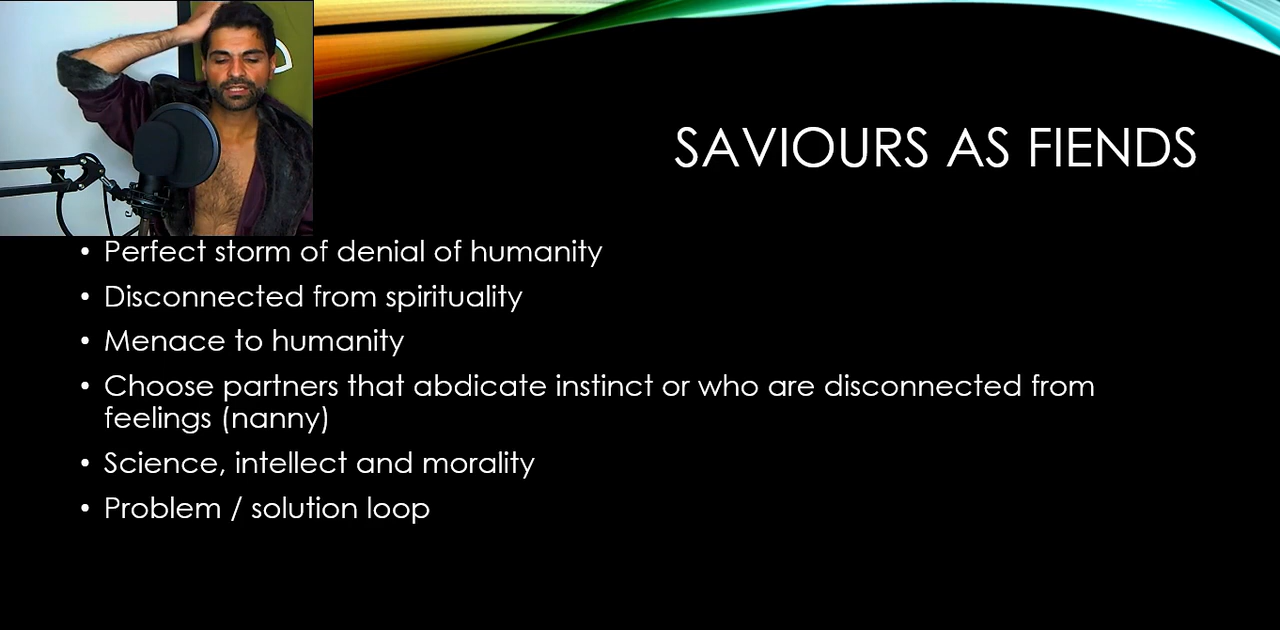 SAVIOURS AS FIENDS
• Perfect storm of denial of humanity
• Disconnected from spirituality
• Menace to humanity
• Choose partners that abdicate instinct or who are disconnected from
feelings (nanny)
• Science, intellect and morality
• Problem / solution loop